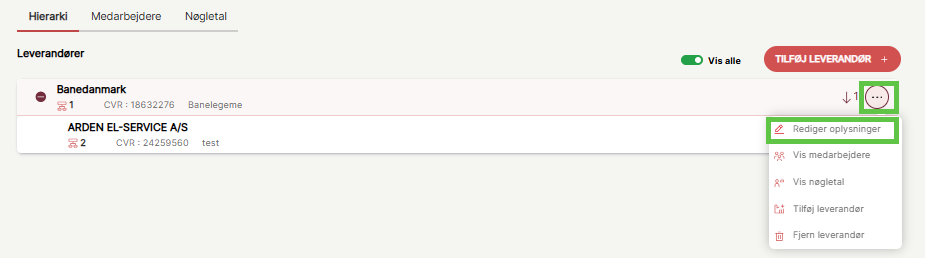 Hierarki Medarbejdere Nøgletal
Leverandører
Vis alle
TILFØJ LEVERANDØR +
Banedanmark
1 CVR : 18632276 Banelegeme
↓1 ...
ARDEN EL-SERVICE A/S
2 CVR : 24259560 test
Rediger oplysninger
Vis medarbejdere
Vis nøgletal
Tilføj leverandør
Fjern leverandør